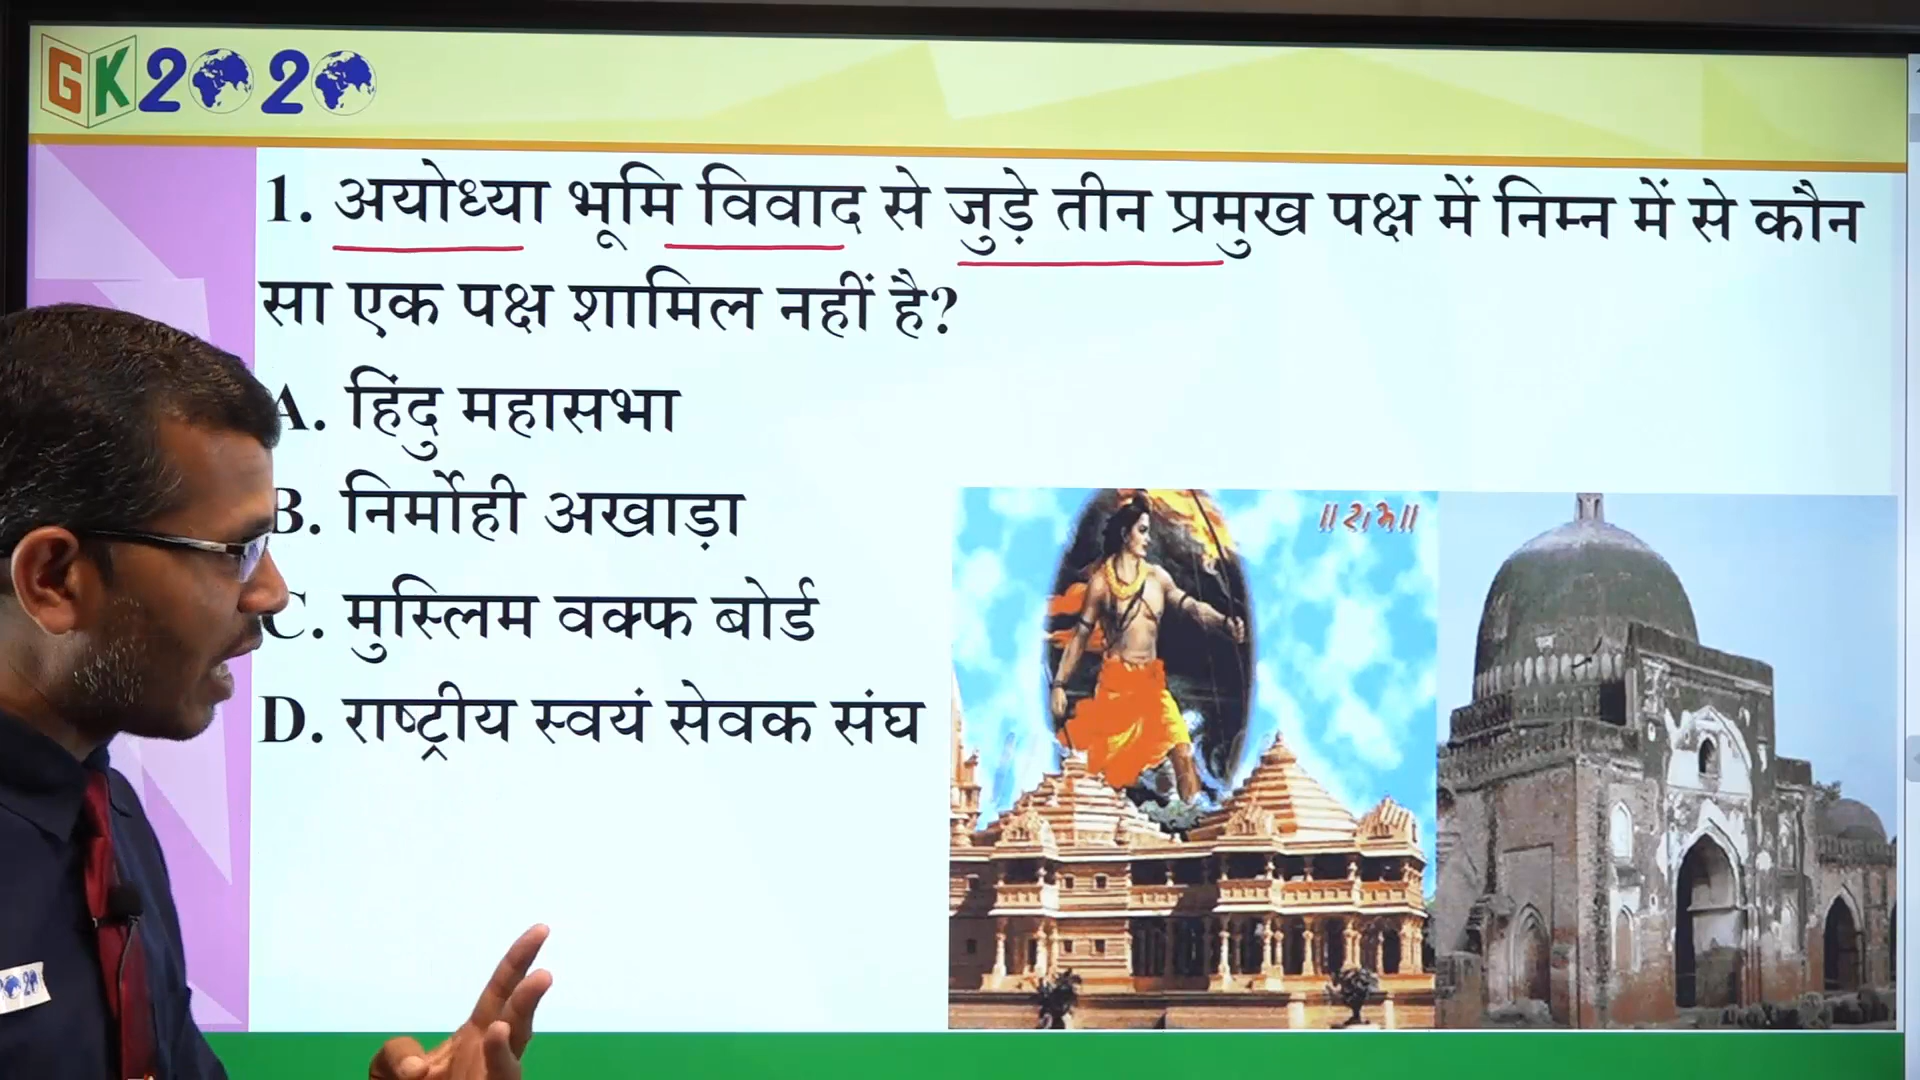 GK2020
1. अयोध्या भूमि विवाद से जुड़े तीन प्रमुख पक्ष में निम्न में से कौन
सा एक पक्ष शामिल नहीं है?
A. हिंदु महासभा
B. निर्मोही अखाड़ा
C. मुस्लिम वक्फ बोर्ड
D. राष्ट्रीय स्वयं सेवक संघ
॥राम॥